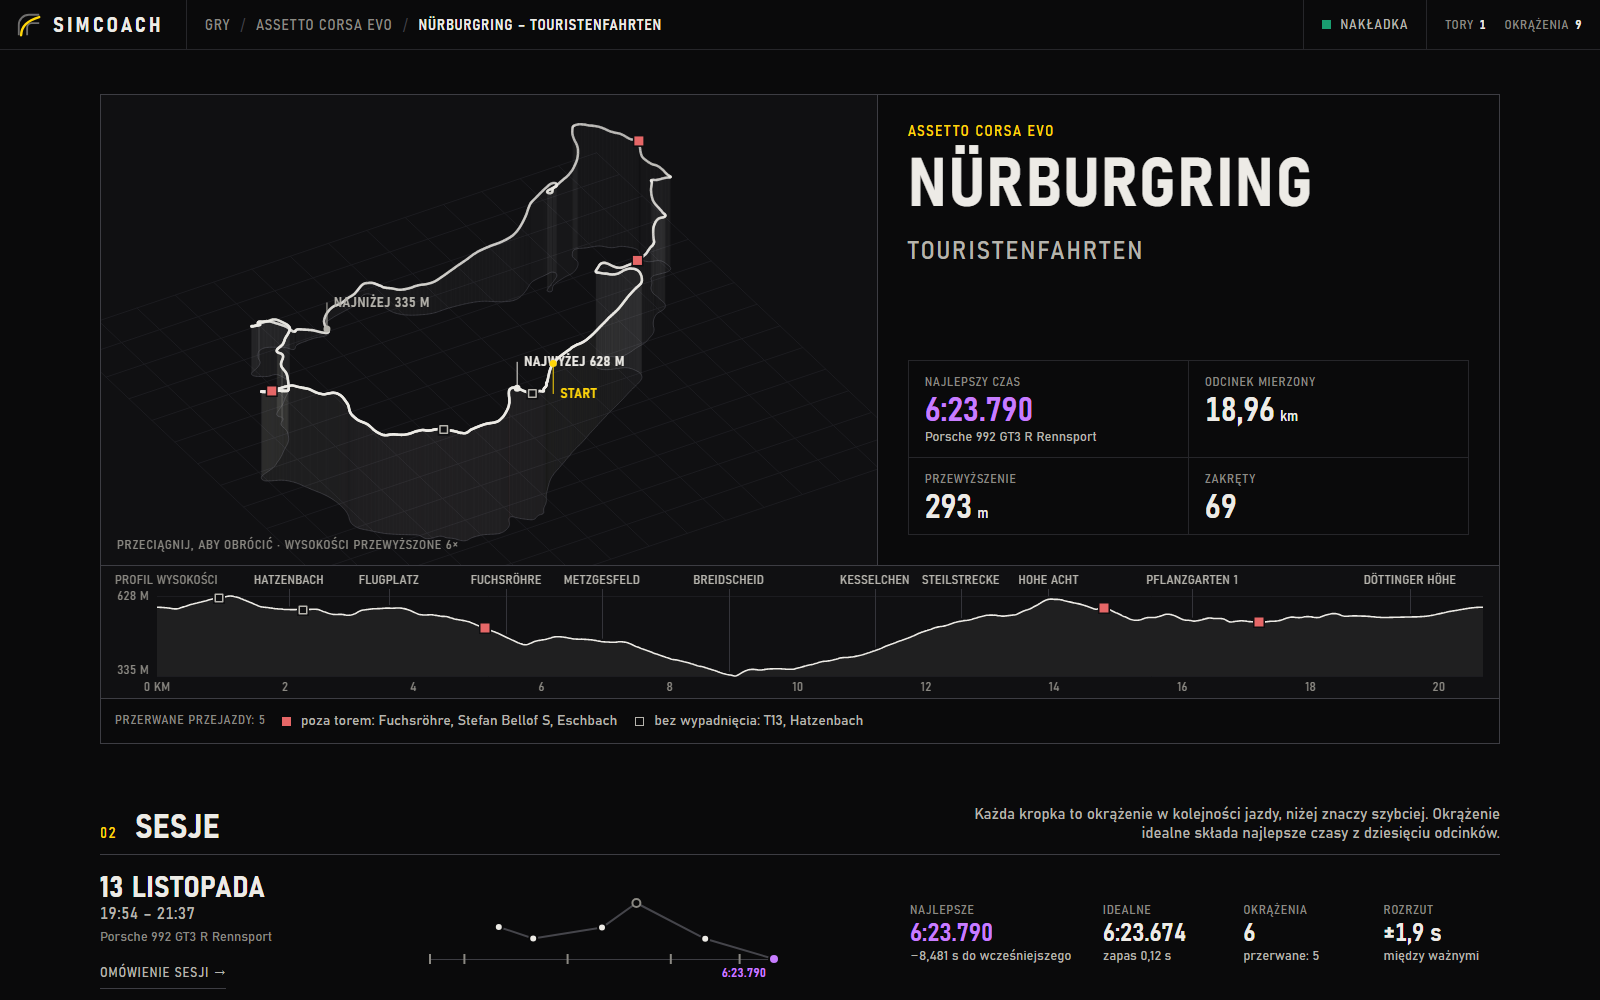 SIMCOACH
GRY / ASSETTO CORSA EVO / NÜRBURGRING – TOURISTENFAHRTEN
NAKŁADKA
TORY 1
OKRĄŻENIA 9
NAJNIŻEJ 335 M
NAJWYŻEJ 628 M
START
PRZECIĄGNIJ, ABY OBRÓCIĆ · WYSOKOŚCI PRZEWYŻSZONE 6×
ASSETTO CORSA EVO
NÜRBURGRING
TOURISTENFAHRTEN
NAJLEPSZY CZAS
6:23.790
Porsche 992 GT3 R Rennsport
ODCINEK MIERZONY
18,96 km
PRZEWYŻSZENIE
293 m
ZAKRĘTY
69
PROFIL WYSOKOŚCI
HATZENBACH
FLUGPLATZ
FUCHSRÖHRE
METZGESFELD
BREIDSCHEID
KESSELCHEN
STEILSTRECKE
HOHE ACHT
PFLANZGARTEN 1
DÖTTINGER HÖHE
628 M
335 M
0 KM
2
4
6
8
10
12
14
16
18
20
PRZERWANE PRZEJAZDY: 5
poza torem: Fuchsröhre, Stefan Bellof S, Eschbach
bez wypadnięcia: T13, Hatzenbach
02 SESJE
Każda kropka to okrążenie w kolejności jazdy, niżej znaczy szybciej. Okrążenie
idealne składa najlepsze czasy z dziesięciu odcinków.
13 LISTOPADA
19:54 – 21:37
Porsche 992 GT3 R Rennsport
OMÓWIENIE SESJI →
6:23.790
NAJLEPSZE
6:23.790
−8,481 s do wcześniejszego
IDEALNE
6:23.674
zapas 0,12 s
OKRĄŻENIA
6
przerwane: 5
ROZRZUT
±1,9 s
między ważnymi